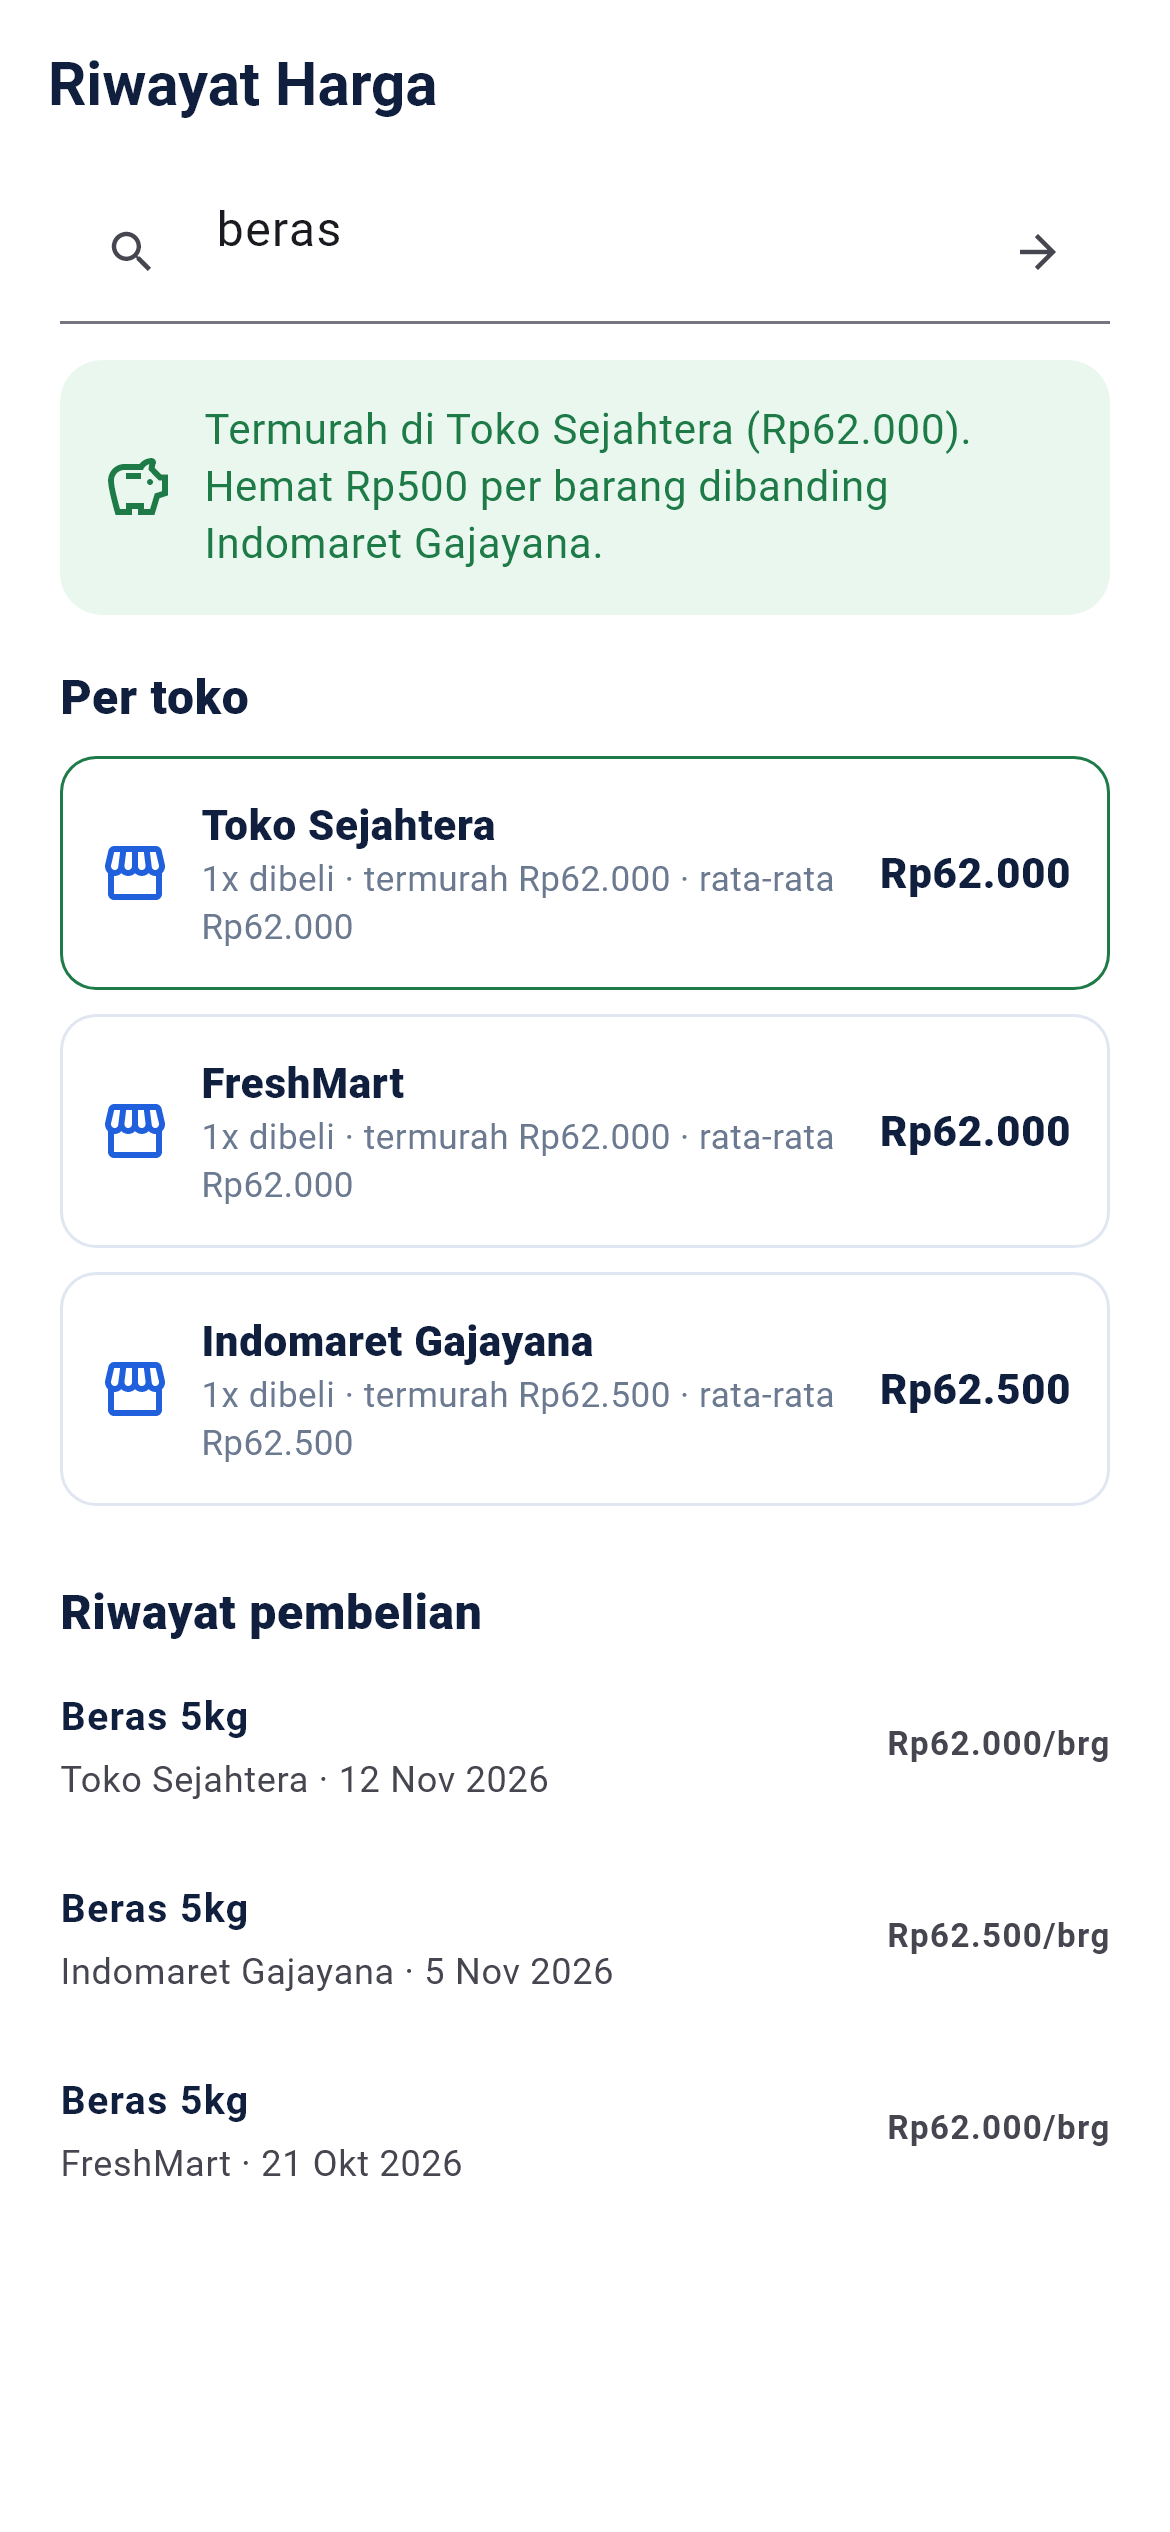 Riwayat Harga
beras
Termurah di Toko Sejahtera (Rp62.000).
Hemat Rp500 per barang dibanding
Indomaret Gajayana.
Per toko
Toko Sejahtera
1x dibeli · termurah Rp62.000 · rata-rata
Rp62.000
Rp62.000
FreshMart
1x dibeli · termurah Rp62.000 · rata-rata
Rp62.000
Rp62.000
Indomaret Gajayana
1x dibeli · termurah Rp62.500 · rata-rata
Rp62.500
Rp62.500
Riwayat pembelian
Beras 5kg
Toko Sejahtera · 12 Nov 2026
Rp62.000/brg
Beras 5kg
Indomaret Gajayana · 5 Nov 2026
Rp62.500/brg
Beras 5kg
FreshMart · 21 Okt 2026
Rp62.000/brg